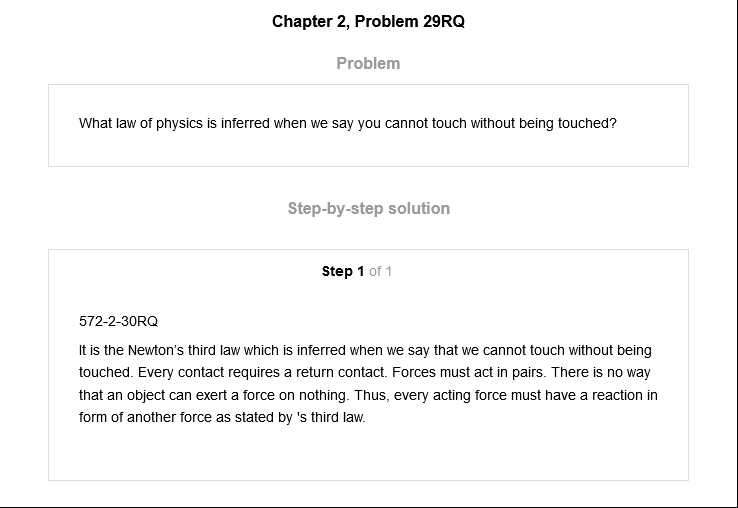 Chapter 2, Problem 29RQ
Problem
What law of physics is inferred when we say you cannot touch without being touched?
Step-by-step solution
Step 1 of 1
572-2-30RQ
It is the Newton’s third law which is inferred when we say that we cannot touch without being
touched. Every contact requires a return contact. Forces must act in pairs. There is no way
that an object can exert a force on nothing. Thus, every acting force must have a reaction in
form of another force as stated by 's third law.